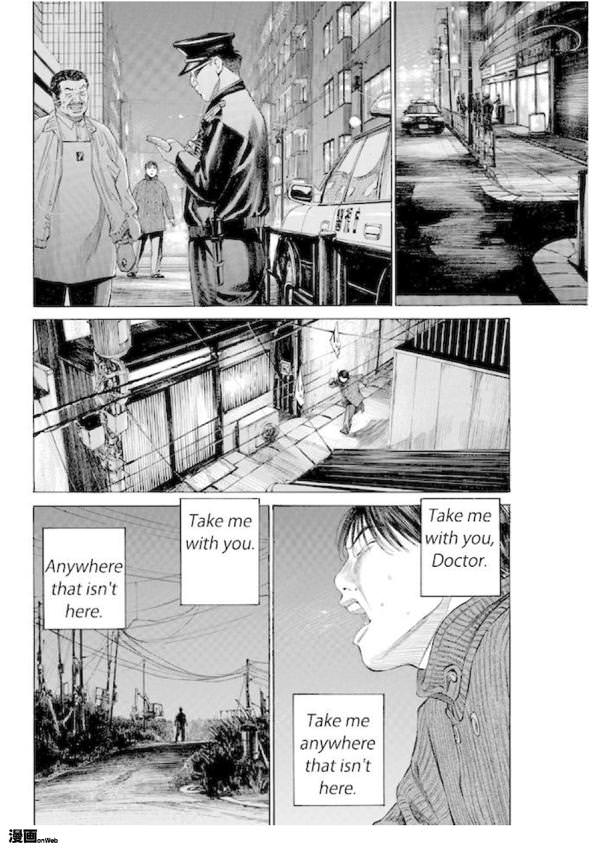 Take me
with you,
Doctor.
Take me
anywhere
that isn't
here.
Take me
with you.
Anywhere
that isn't
here.
漫画onWeb